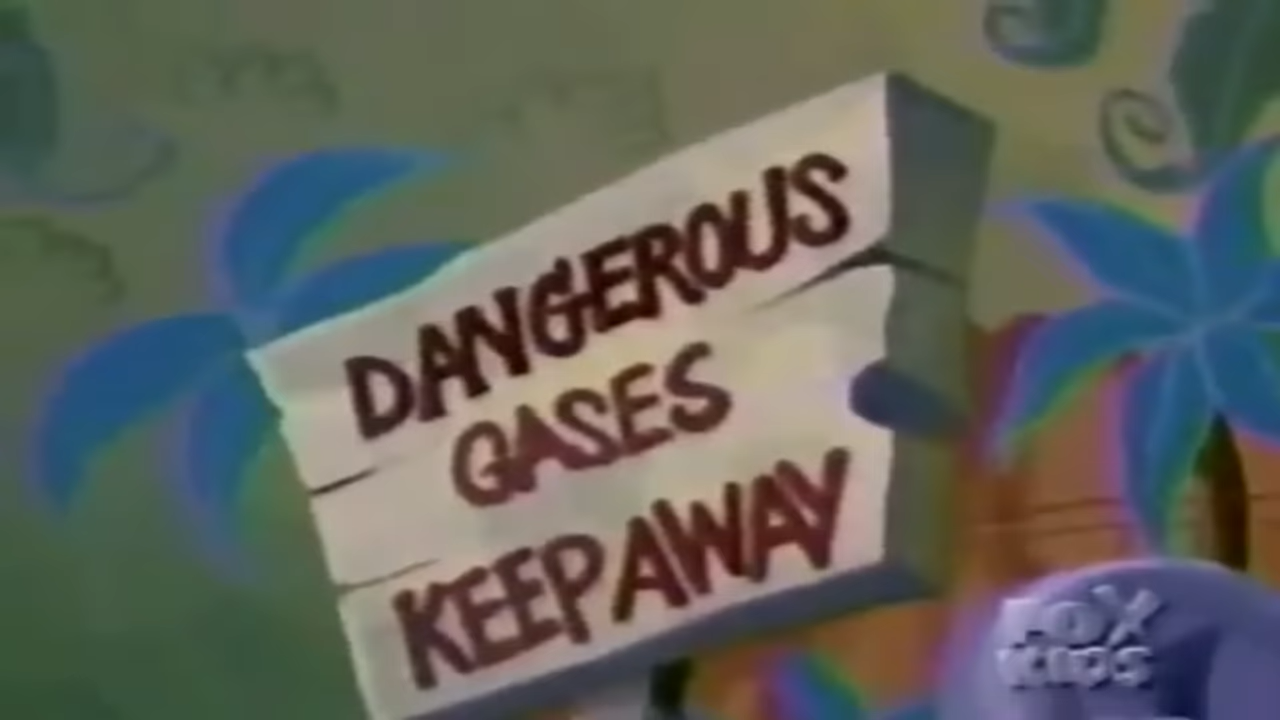 DANGEROUS
GASES
KEEP AWAY
FOX
KIDS